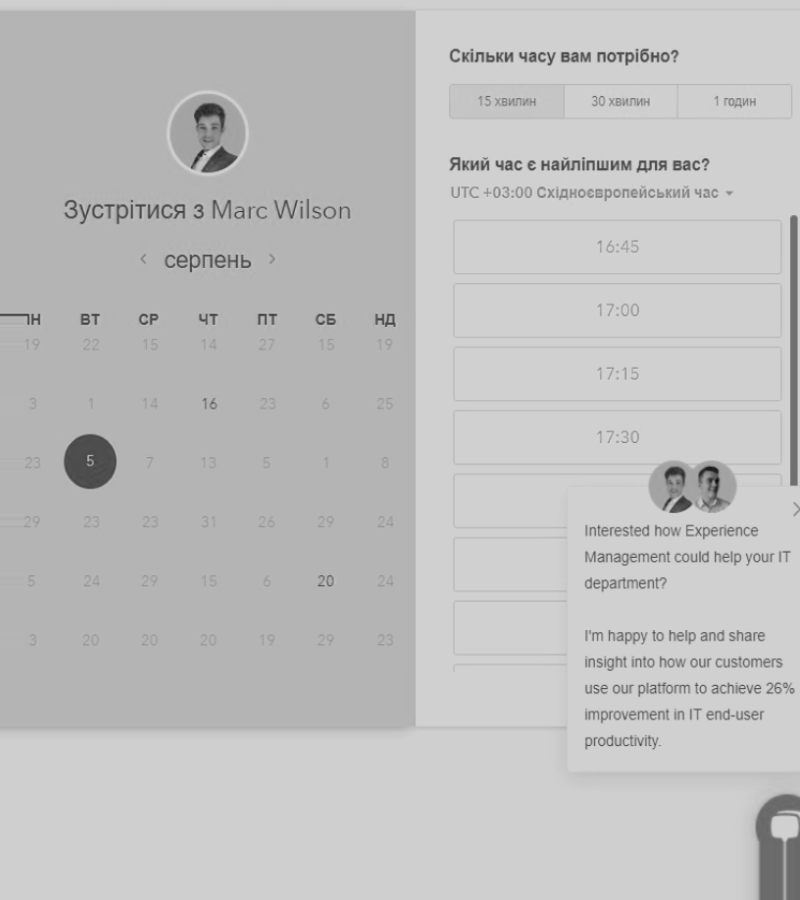 Зустрітися з Marc Wilson
серпень
ВТ СР ЧТ ПТ СБ НД
19 22 15 14 27 15 19
3 1 14 16 23 6 25
23 5 7 13 5 1 8
29 23 23 31 26 29 24
5 24 29 15 6 20 24
3 20 20 20 19 29 23
Скільки часу вам потрібно?
15 хвилин 30 хвилин 1 годин
Який час є найліпшим для вас?
UTC +03:00 Східноєвропейський час
16:45
17:00
17:15
17:30
Interested how Experience
Management could help your IT
department?
I'm happy to help and share
insight into how our customers
use our platform to achieve 26%
improvement in IT end-user
productivity.